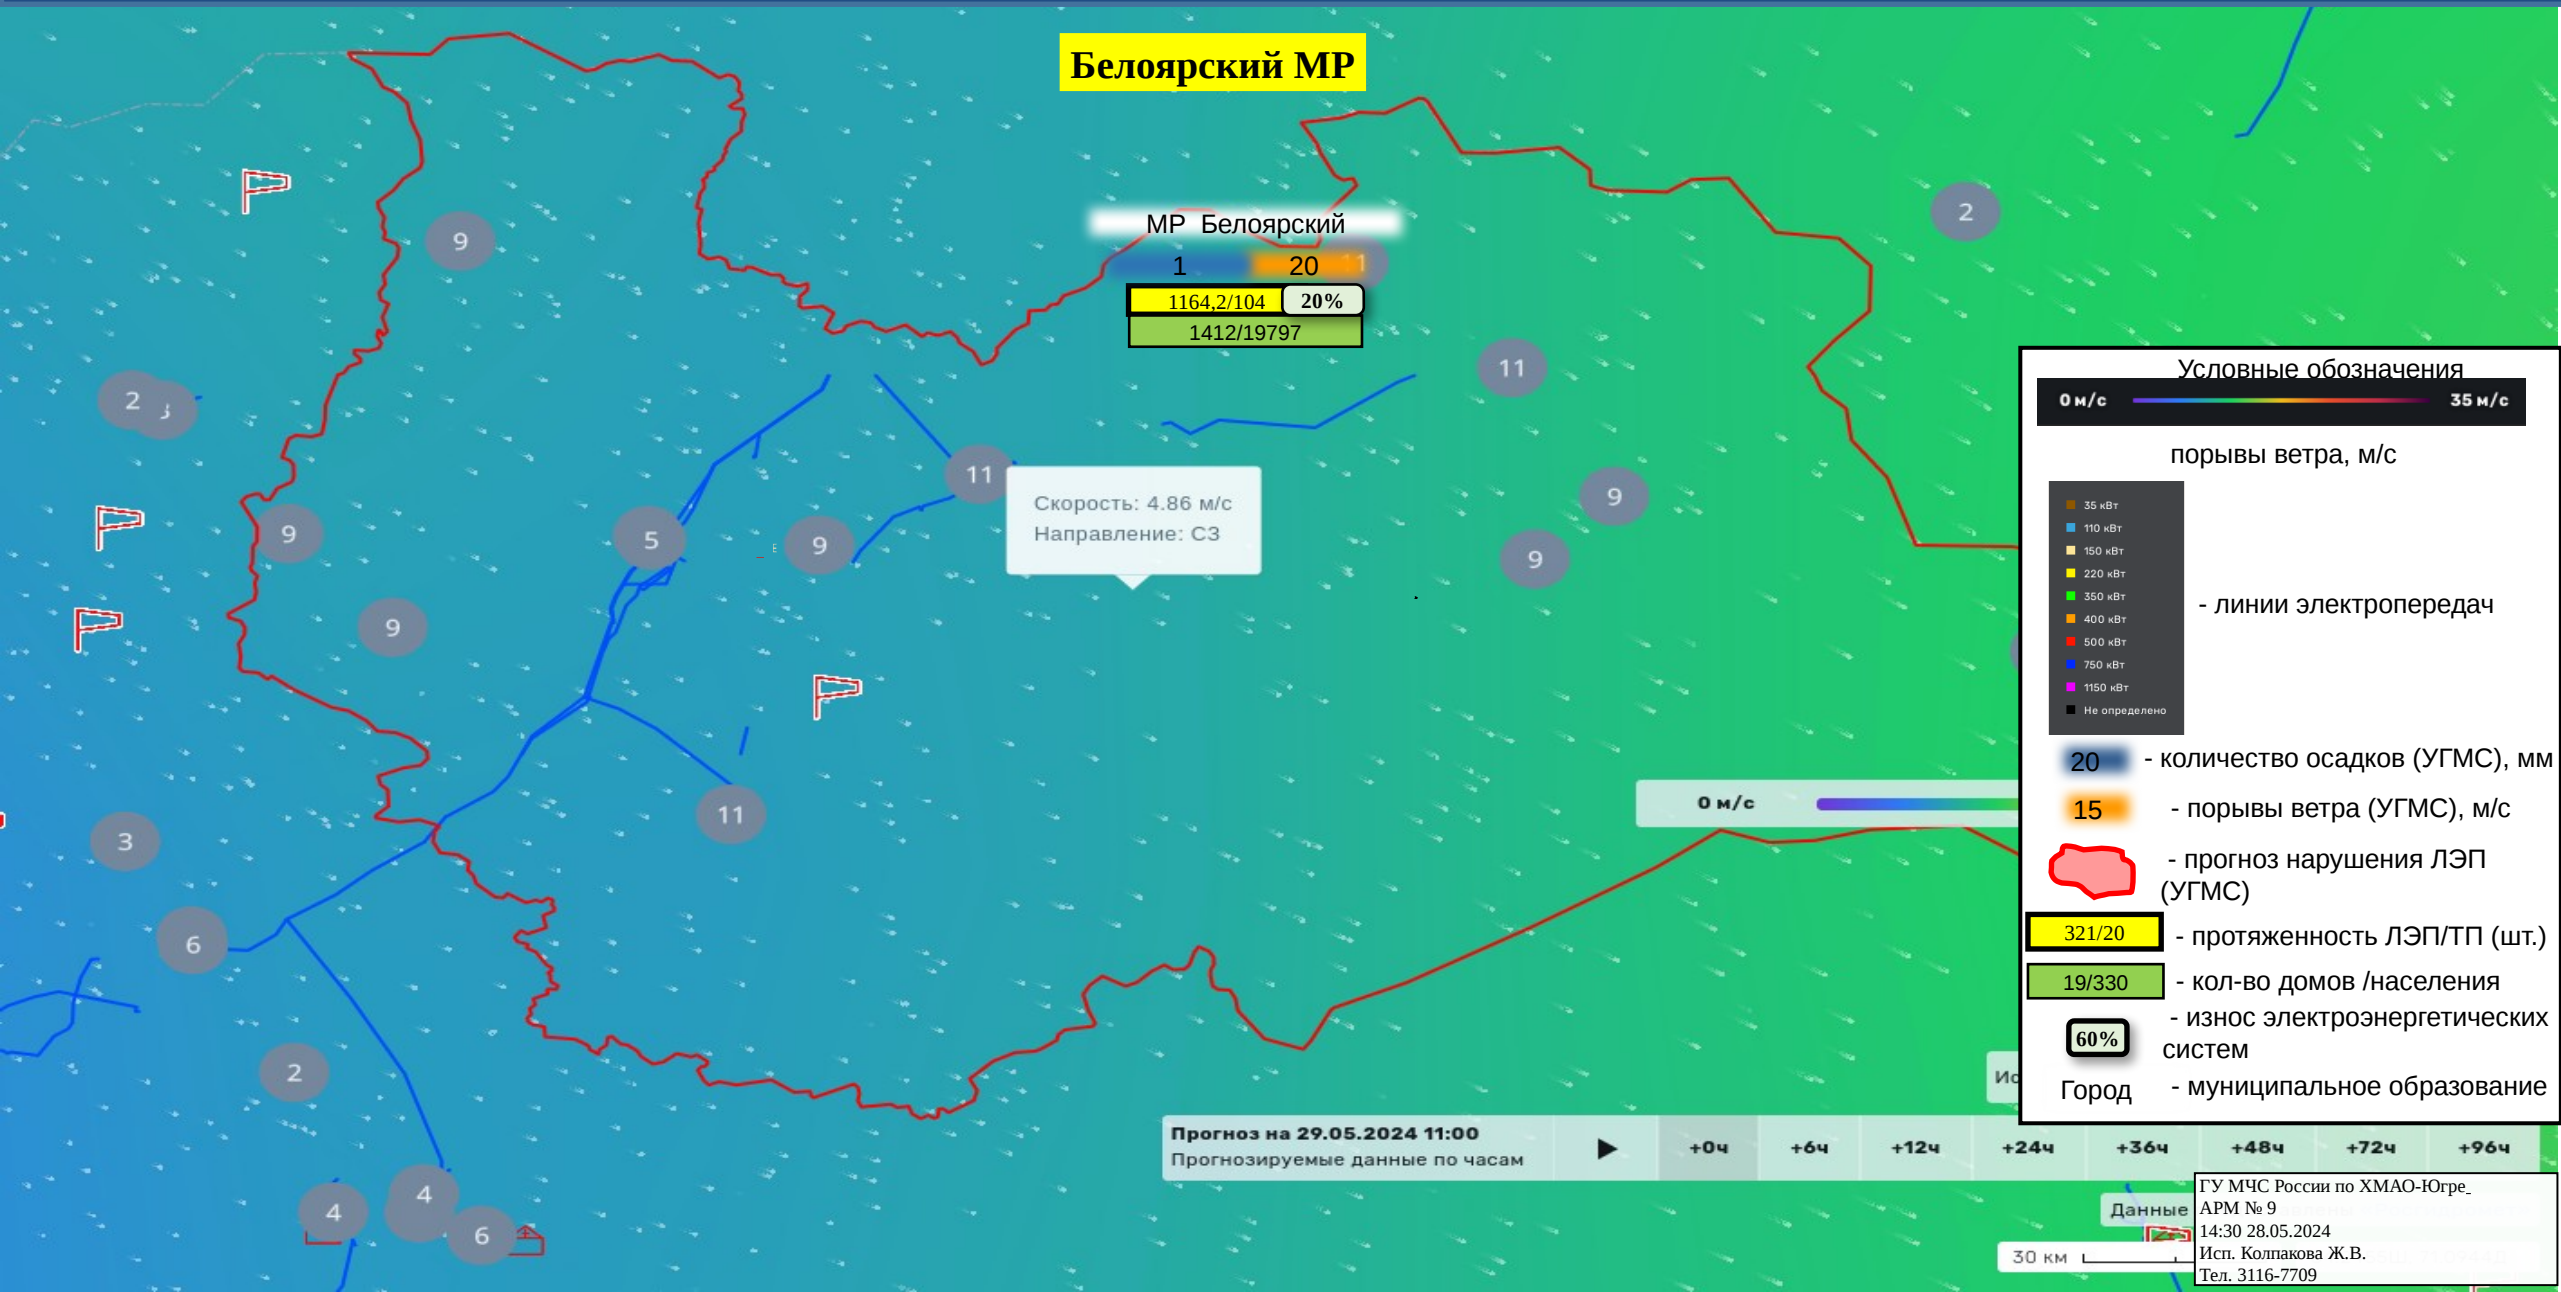 Белоярский МР
2
9
МР Белоярский
1 20 11
1164,2/104 20%
1412/19797
11
2
Условные обозначения
0 м/с 35 м/с
порывы ветра, м/с
11
9
9
5
9
9
9
Скорость: 4.86 м/с
Направление: СЗ
35 кВт
110 кВт
150 кВт
220 кВт
350 кВт
400 кВт
500 кВт
750 кВт
1150 кВт
Не определено
- линии электропередач
20 - количество осадков (УГМС), мм
0 м/с
15 - порывы ветра (УГМС), м/с
11
3
- прогноз нарушения ЛЭП
(УГМС)
321/20 - протяженность ЛЭП/ТП (шт.)
6
19/330 - кол-во домов /населения
60% - износ электроэнергетических
систем
2
Город - муниципальное образование
Прогноз на 29.05.2024 11:00
Прогнозируемые данные по часам
+0ч +6ч +12ч +24ч +36ч +48ч +72ч +96ч
4
4
6
Данные
30 км
ГУ МЧС России по ХМАО-Югре
АРМ № 9
14:30 28.05.2024
Исп. Колпакова Ж.В.
Тел. 3116-7709